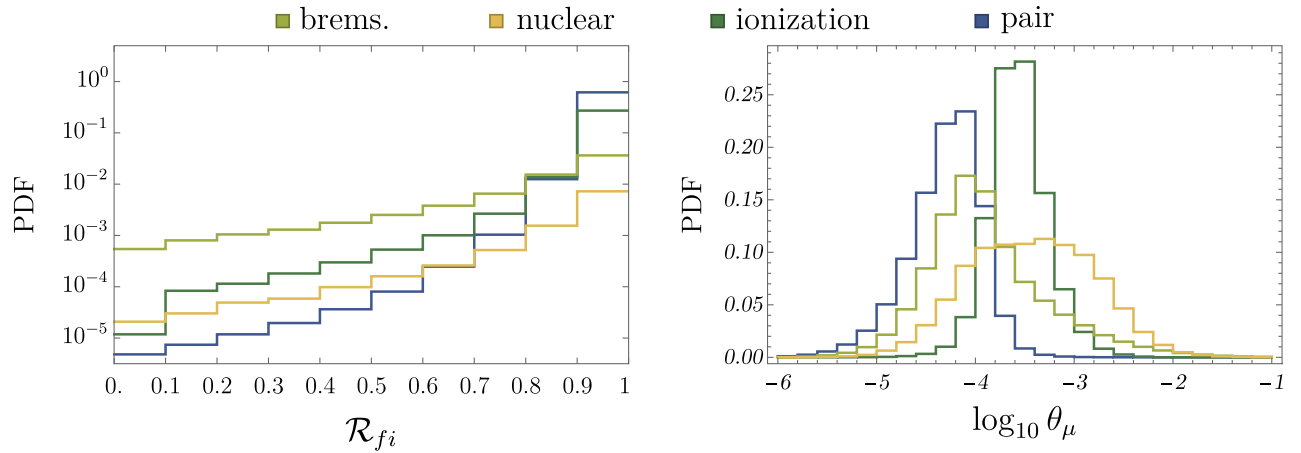 brems. nuclear ionization pair
PDF
10^0
10^-1
10^-2
10^-3
10^-4
10^-5
0. 0.1 0.2 0.3 0.4 0.5 0.6 0.7 0.8 0.9 1
ℛ_fi
PDF
0.25
0.20
0.15
0.10
0.05
0.00
-6 -5 -4 -3 -2 -1
log_10 θ_μ